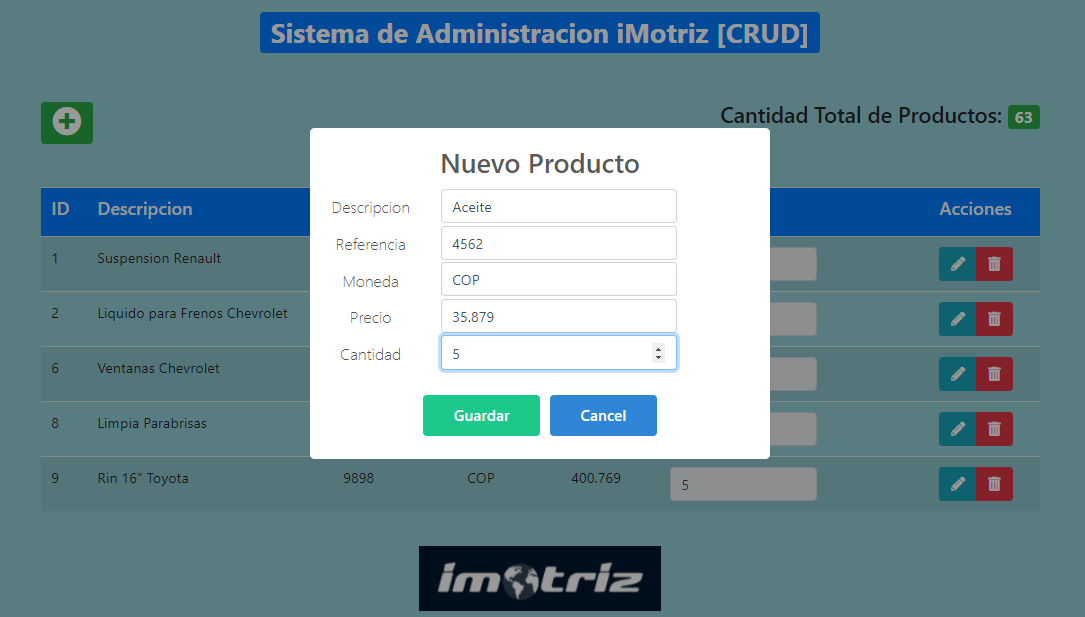 Sistema de Administracion iMotriz [CRUD]
Cantidad Total de Productos: 63
Nuevo Producto
Descripcion Aceite
Referencia 4562
Moneda COP
Precio 35.879
Cantidad 5
Guardar Cancel
ID Descripcion Acciones
1 Suspension Renault
2 Liquido para Frenos Chevrolet
6 Ventanas Chevrolet
8 Limpia Parabrisas
9 Rin 16" Toyota 9898 COP 400.769 5
imotriz